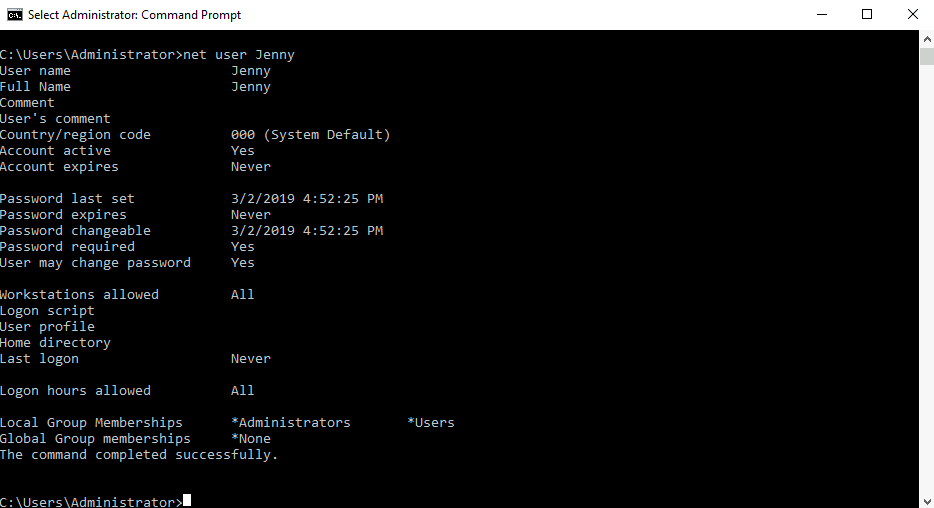 Select Administrator: Command Prompt
C:\Users\Administrator>net user Jenny
User name                    Jenny
Full Name                    Jenny
Comment
User's comment
Country/region code          000 (System Default)
Account active               Yes
Account expires              Never
Password last set            3/2/2019 4:52:25 PM
Password expires             Never
Password changeable          3/2/2019 4:52:25 PM
Password required            Yes
User may change password     Yes
Workstations allowed         All
Logon script
User profile
Home directory
Last logon                   Never
Logon hours allowed          All
Local Group Memberships      *Administrators       *Users
Global Group memberships     *None
The command completed successfully.
C:\Users\Administrator>